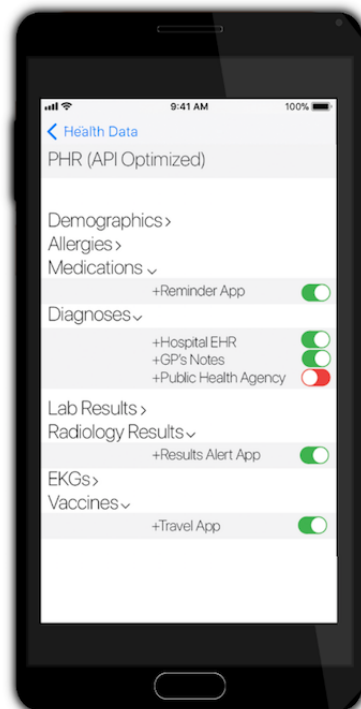 9:41 AM 100%
Health Data
PHR (API Optimized)
Demographics>
Allergies>
Medications
+Reminder App
Diagnoses
+Hospital EHR
+GP's Notes
+Public Health Agency
Lab Results >
Radiology Results
+Results Alert App
EKGs>
Vaccines
+Travel App